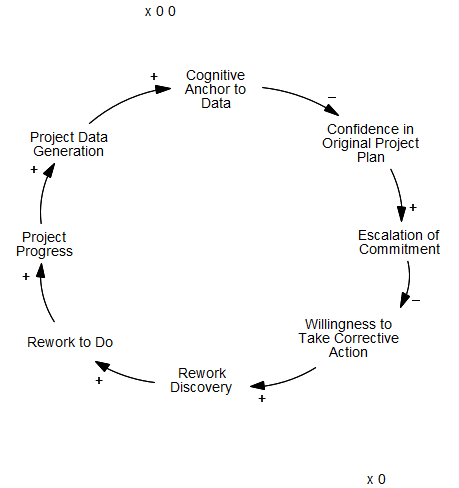 x 0 0
+
Cognitive
Anchor to
Data
–
Confidence in
Original Project
Plan
+
Escalation of
Commitment
–
Willingness to
Take Corrective
Action
+
Rework
Discovery
+
Rework to Do
+
Project
Progress
+
Project Data
Generation
x 0